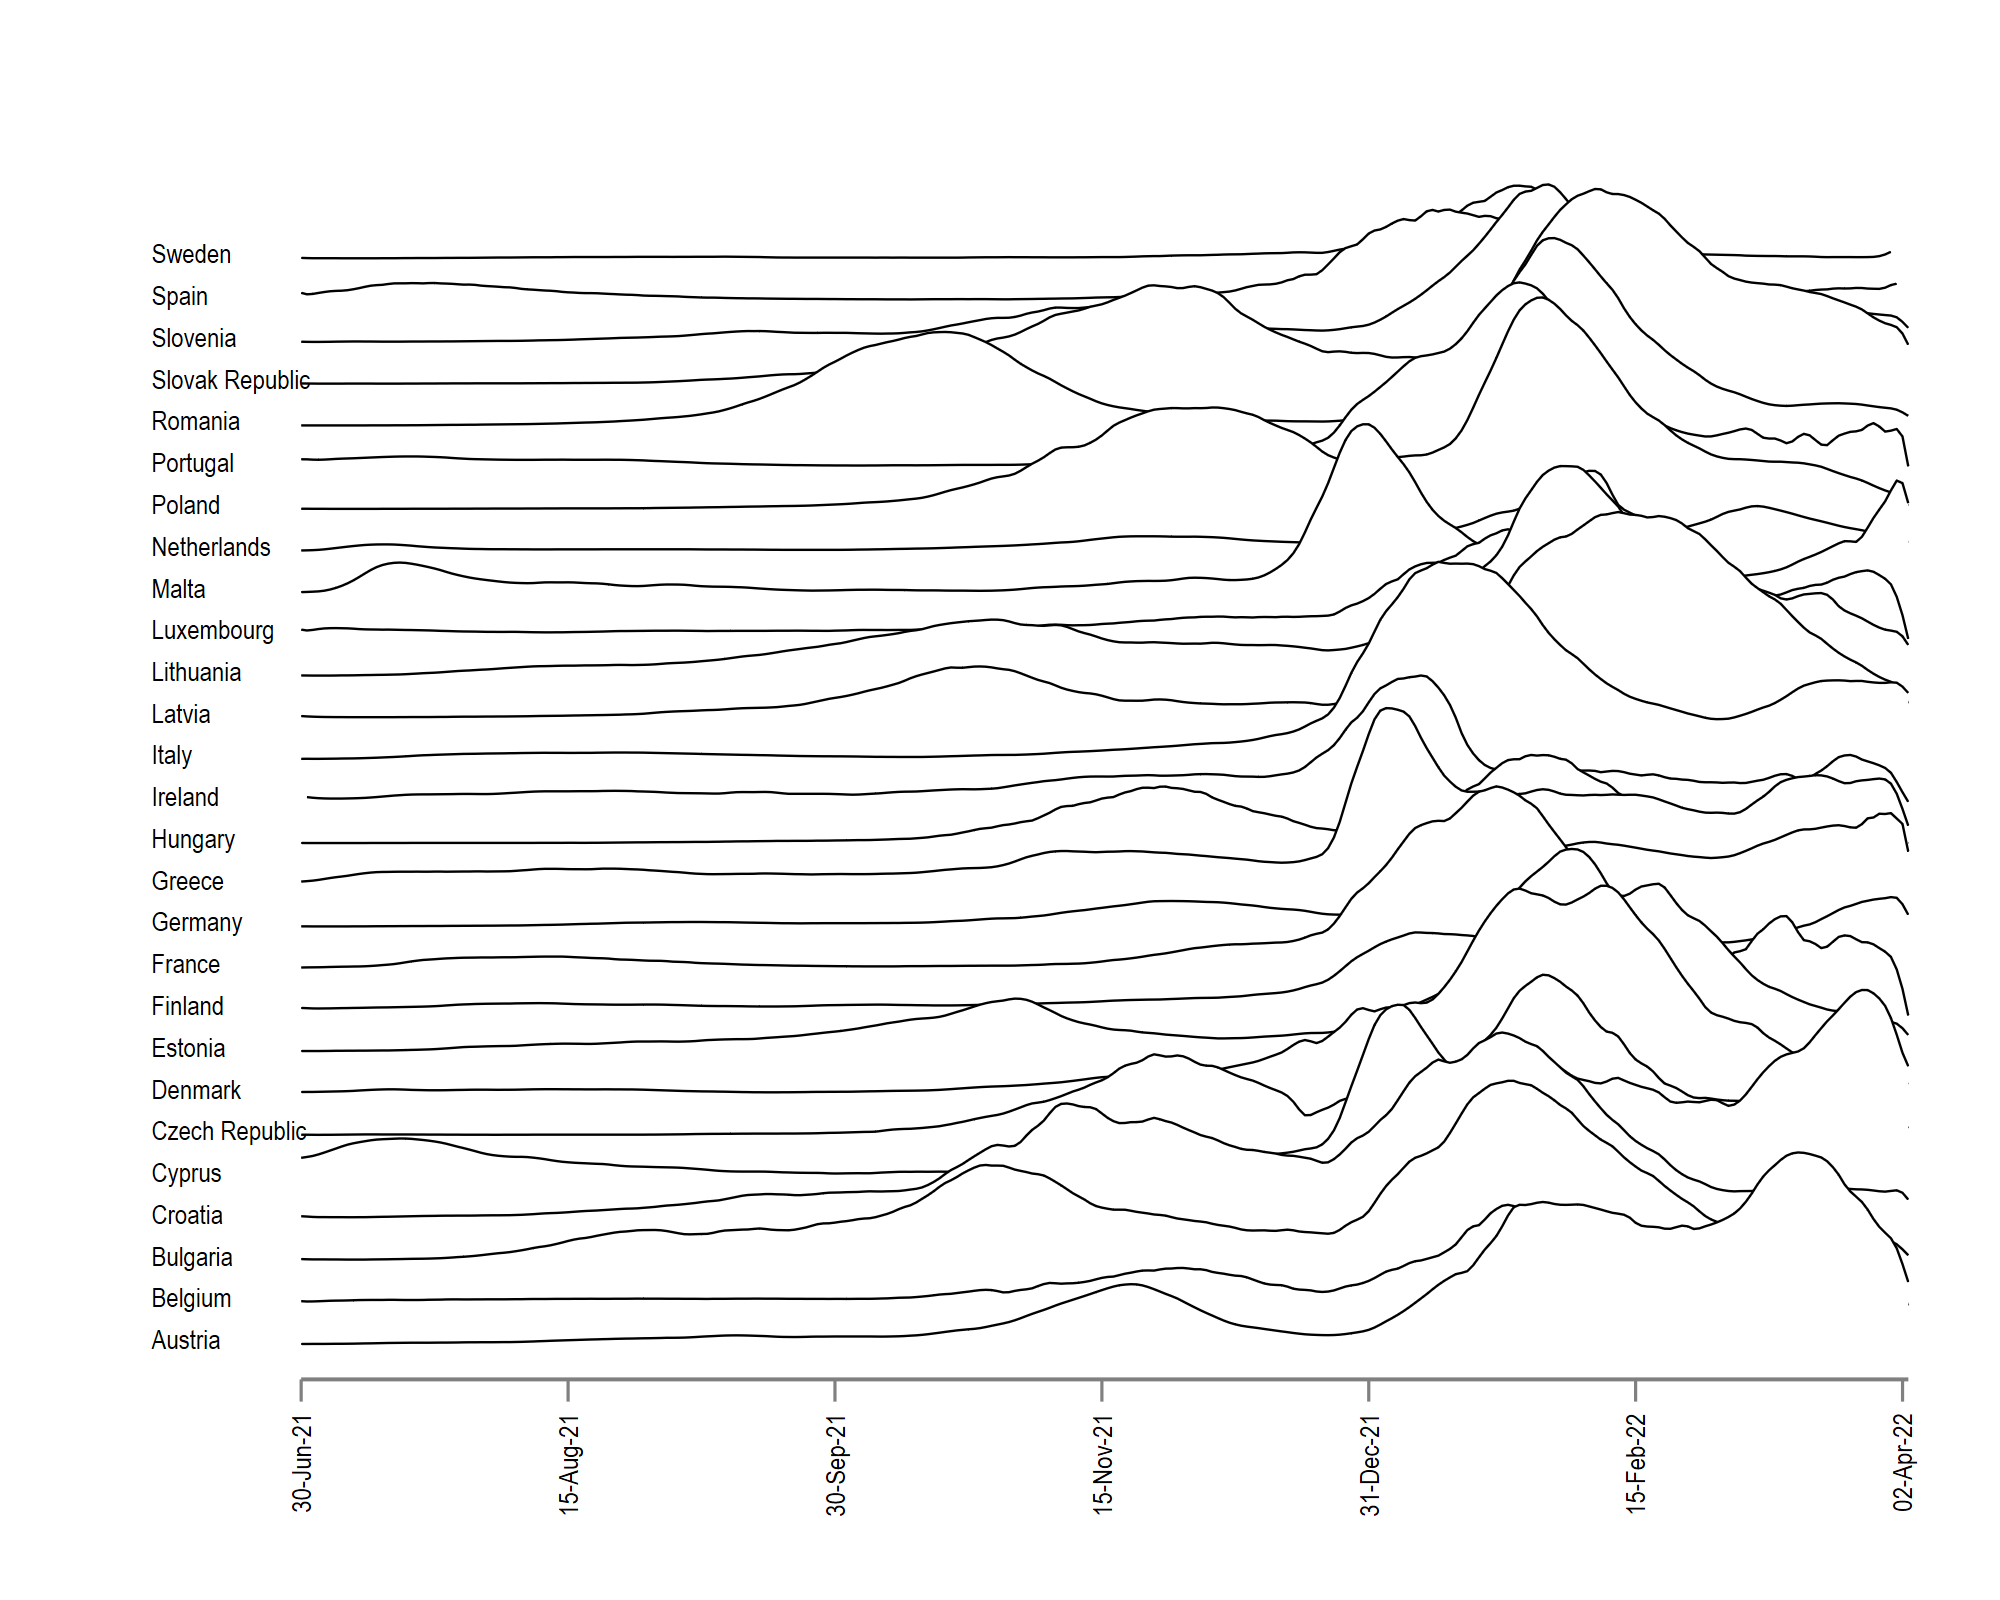 Sweden
Spain
Slovenia
Slovak Republic
Romania
Portugal
Poland
Netherlands
Malta
Luxembourg
Lithuania
Latvia
Italy
Ireland
Hungary
Greece
Germany
France
Finland
Estonia
Denmark
Czech Republic
Cyprus
Croatia
Bulgaria
Belgium
Austria
30-Jun-21
15-Aug-21
30-Sep-21
15-Nov-21
31-Dec-21
15-Feb-22
02-Apr-22